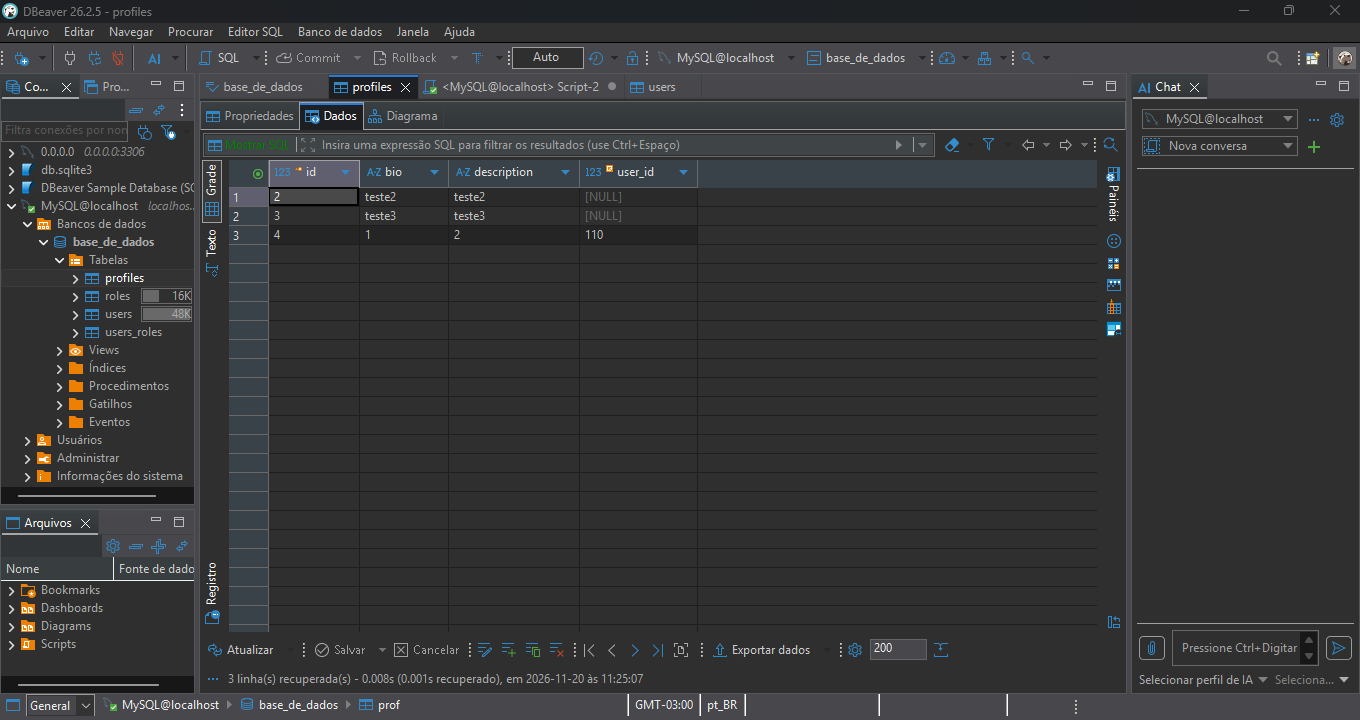 DBeaver 26.2.5 - profiles
Arquivo Editar Navegar Procurar Editor SQL Banco de dados Janela Ajuda
AI SQL Commit Rollback T Auto MySQL@localhost base_de_dados
Co... Pro...
base_de_dados profiles <MySQL@localhost> Script-2 users
AI Chat
Propriedades Dados Diagrama
Filtra conexões por nom
Mostrar SQL Insira uma expressão SQL para filtrar os resultados (use Ctrl+Espaço)
MySQL@localhost
Nova conversa
0.0.0.0 0.0.0.0:3306
db.sqlite3
DBeaver Sample Database (SQ
MySQL@localhost localhos...
Bancos de dados
base_de_dados
Tabelas
profiles
roles 16K
users 48K
users_roles
Views
Índices
Procedimentos
Gatilhos
Eventos
Usuários
Administrar
Informações do sistema
Grade
Texto
Registro
123 id A-Z bio A-Z description 123 user_id
1 2 teste2 teste2 [NULL]
2 3 teste3 teste3 [NULL]
3 4 1 2 110
Painéis
Arquivos
Nome Fonte de dado
Bookmarks
Dashboards
Diagrams
Scripts
Atualizar Salvar Cancelar Exportar dados 200
3 linha(s) recuperada(s) - 0.008s (0.001s recuperado), em 2026-11-20 às 11:25:07
Pressione Ctrl+Digitar
Selecionar perfil de IA Seleciona...
General MySQL@localhost base_de_dados prof
GMT-03:00 pt_BR